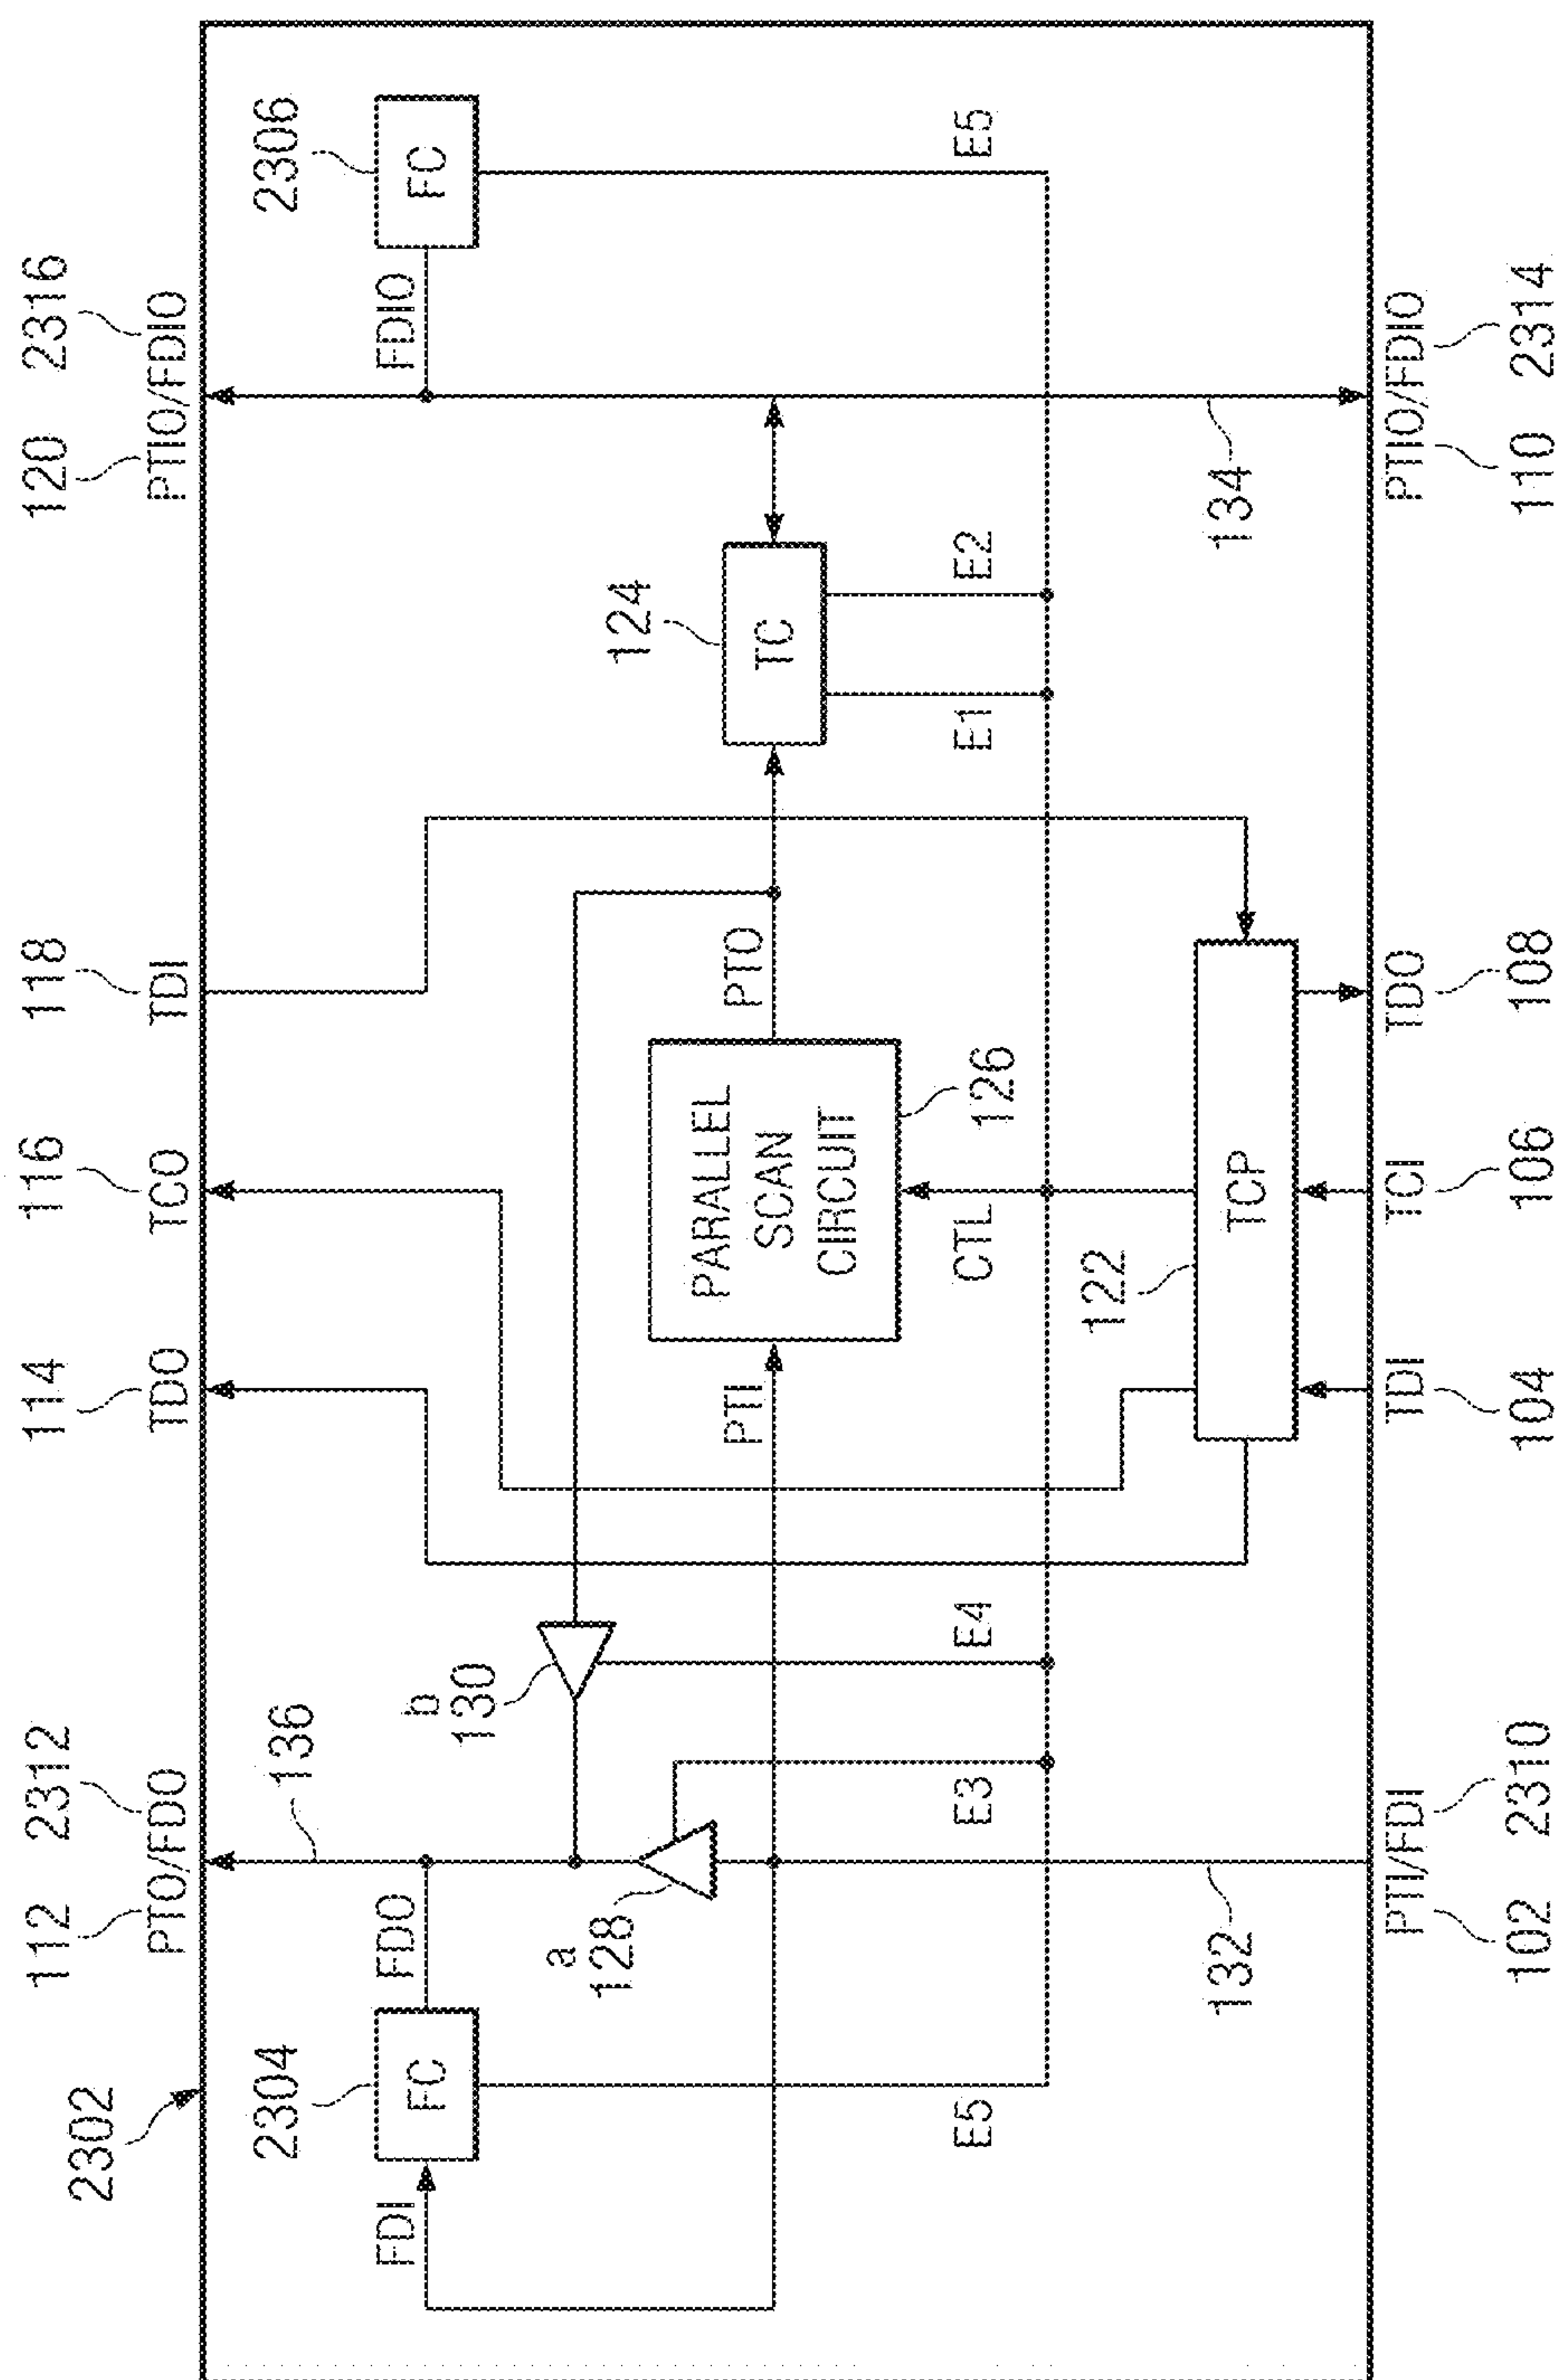 2302
112 2312
PTO/FDO
114
TDO
116
TCO
118
TDI
120 2316
PTIO/FDIO
136
2304
FC
FDI
FDO
2306
FC
FDIO
b
130
a
128
124
TC
PARALLEL
SCAN
CIRCUIT
126
PTI
PTO
E5
E3
E4
CTL
E1
E2
E5
122
TCP
132
134
PTI/FDI
102 2310
TDI
104
TCI
106
TDO
108
PTIO/FDIO
110 2314